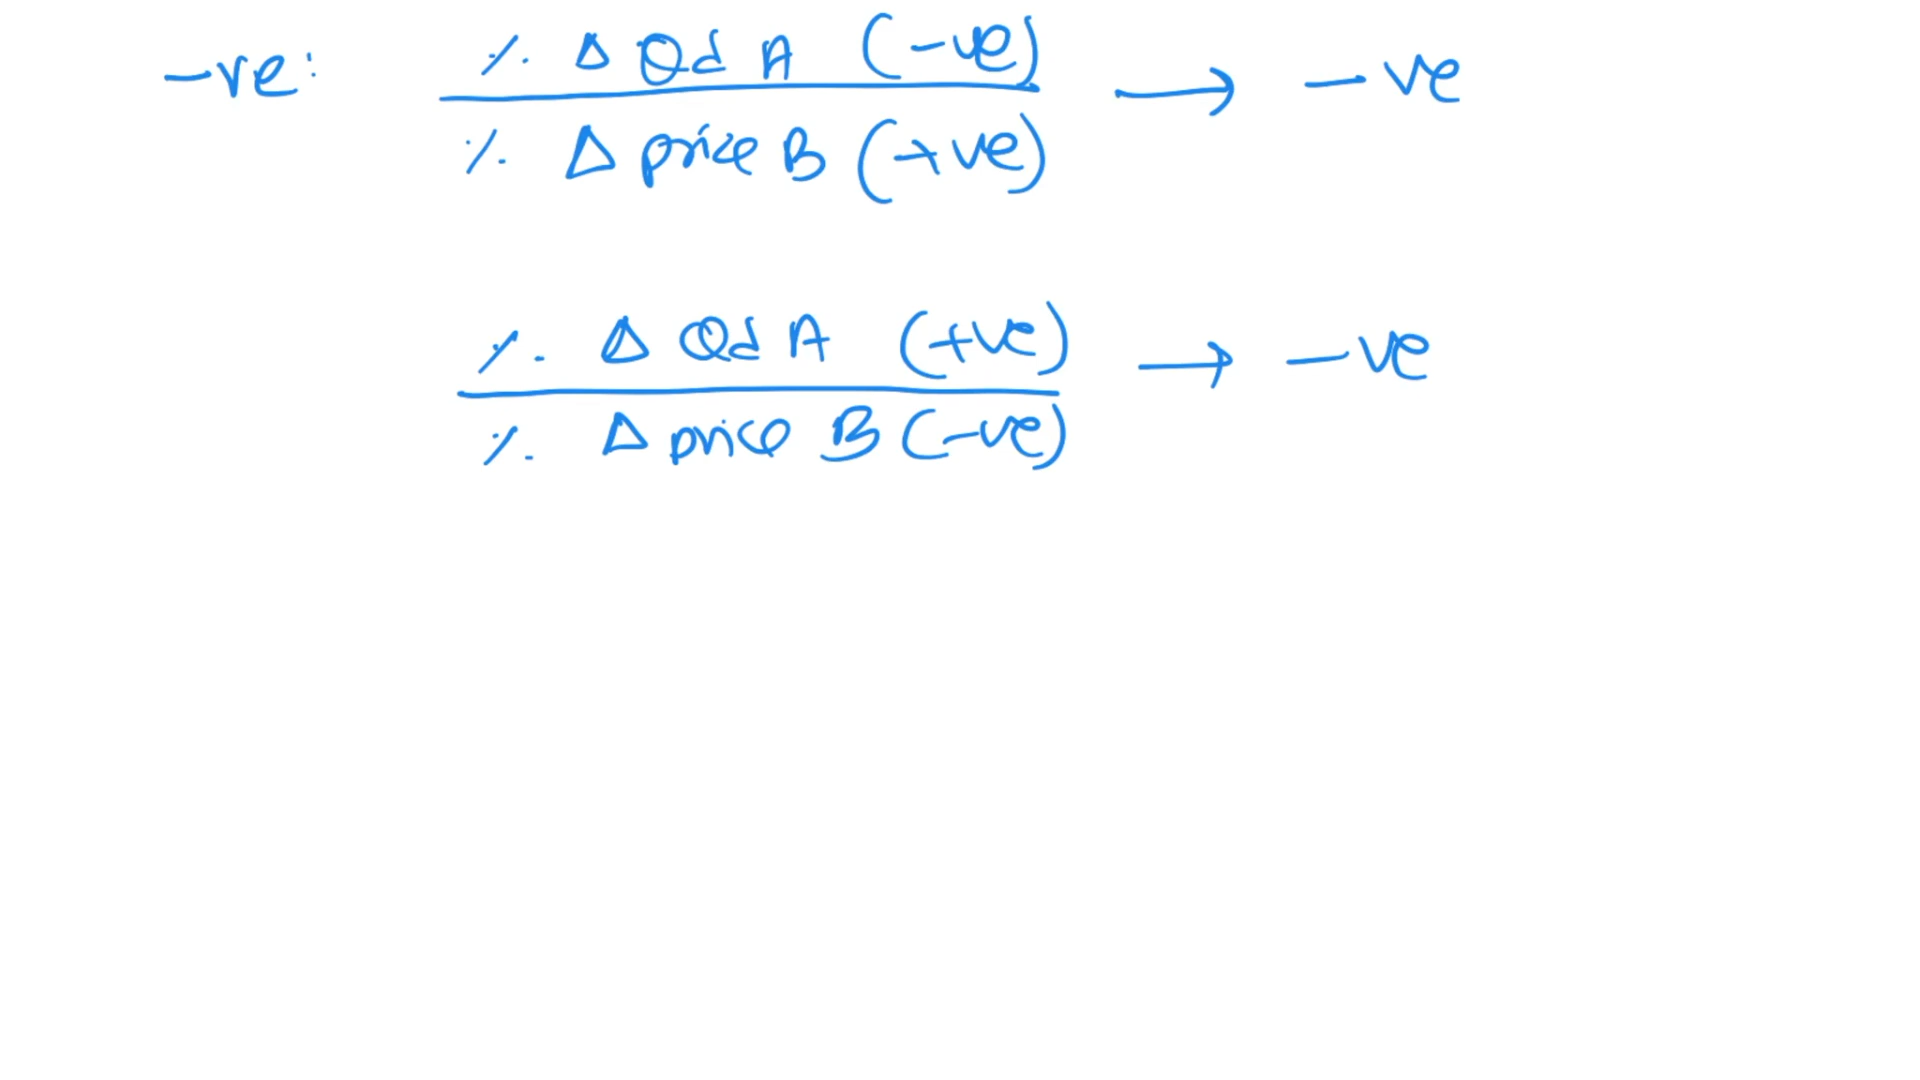 -ve: % Δ Qd A (-ve) → -ve
% Δ price B (+ve)
% Δ Qd A (+ve) → -ve
% Δ price B (-ve)